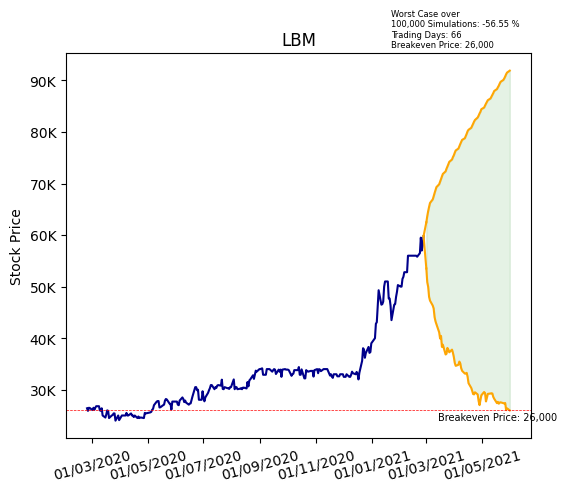 Worst Case over
100,000 Simulations: -56.55 %
Trading Days: 66
Breakeven Price: 26,000
LBM
Stock Price
90K
80K
70K
60K
50K
40K
30K
Breakeven Price: 26,000
01/03/2020 01/05/2020 01/07/2020 01/09/2020 01/11/2020 01/01/2021 01/03/2021 01/05/2021